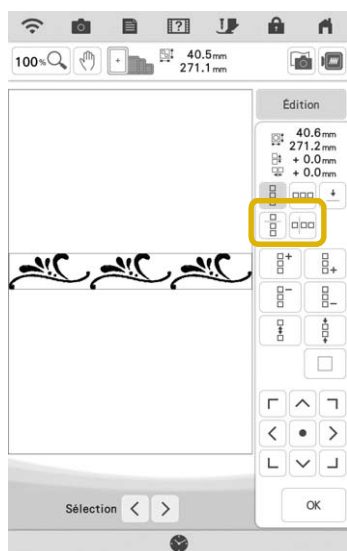 100%
40.5mm
271.1mm
Édition
40.6mm
271.2mm
+ 0.0mm
+ 0.0mm
Sélection
OK